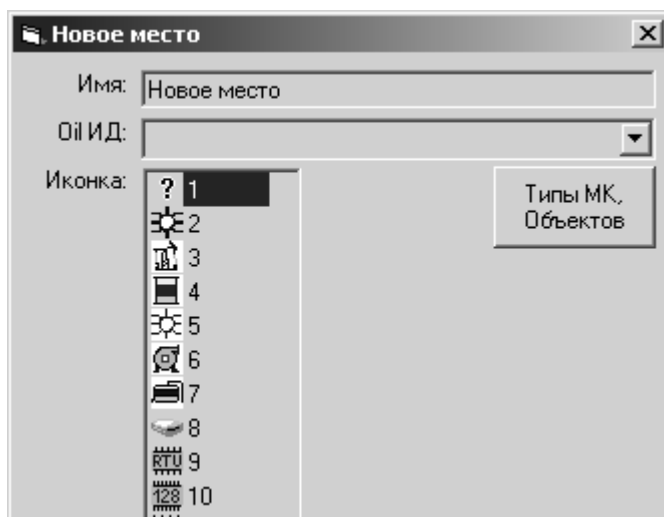 Новое место
Имя: Новое место
Oil ИД:
Иконка:
? 1
2
3
4
5
6
7
8
RTU 9
128 10
Типы МК,
Объектов